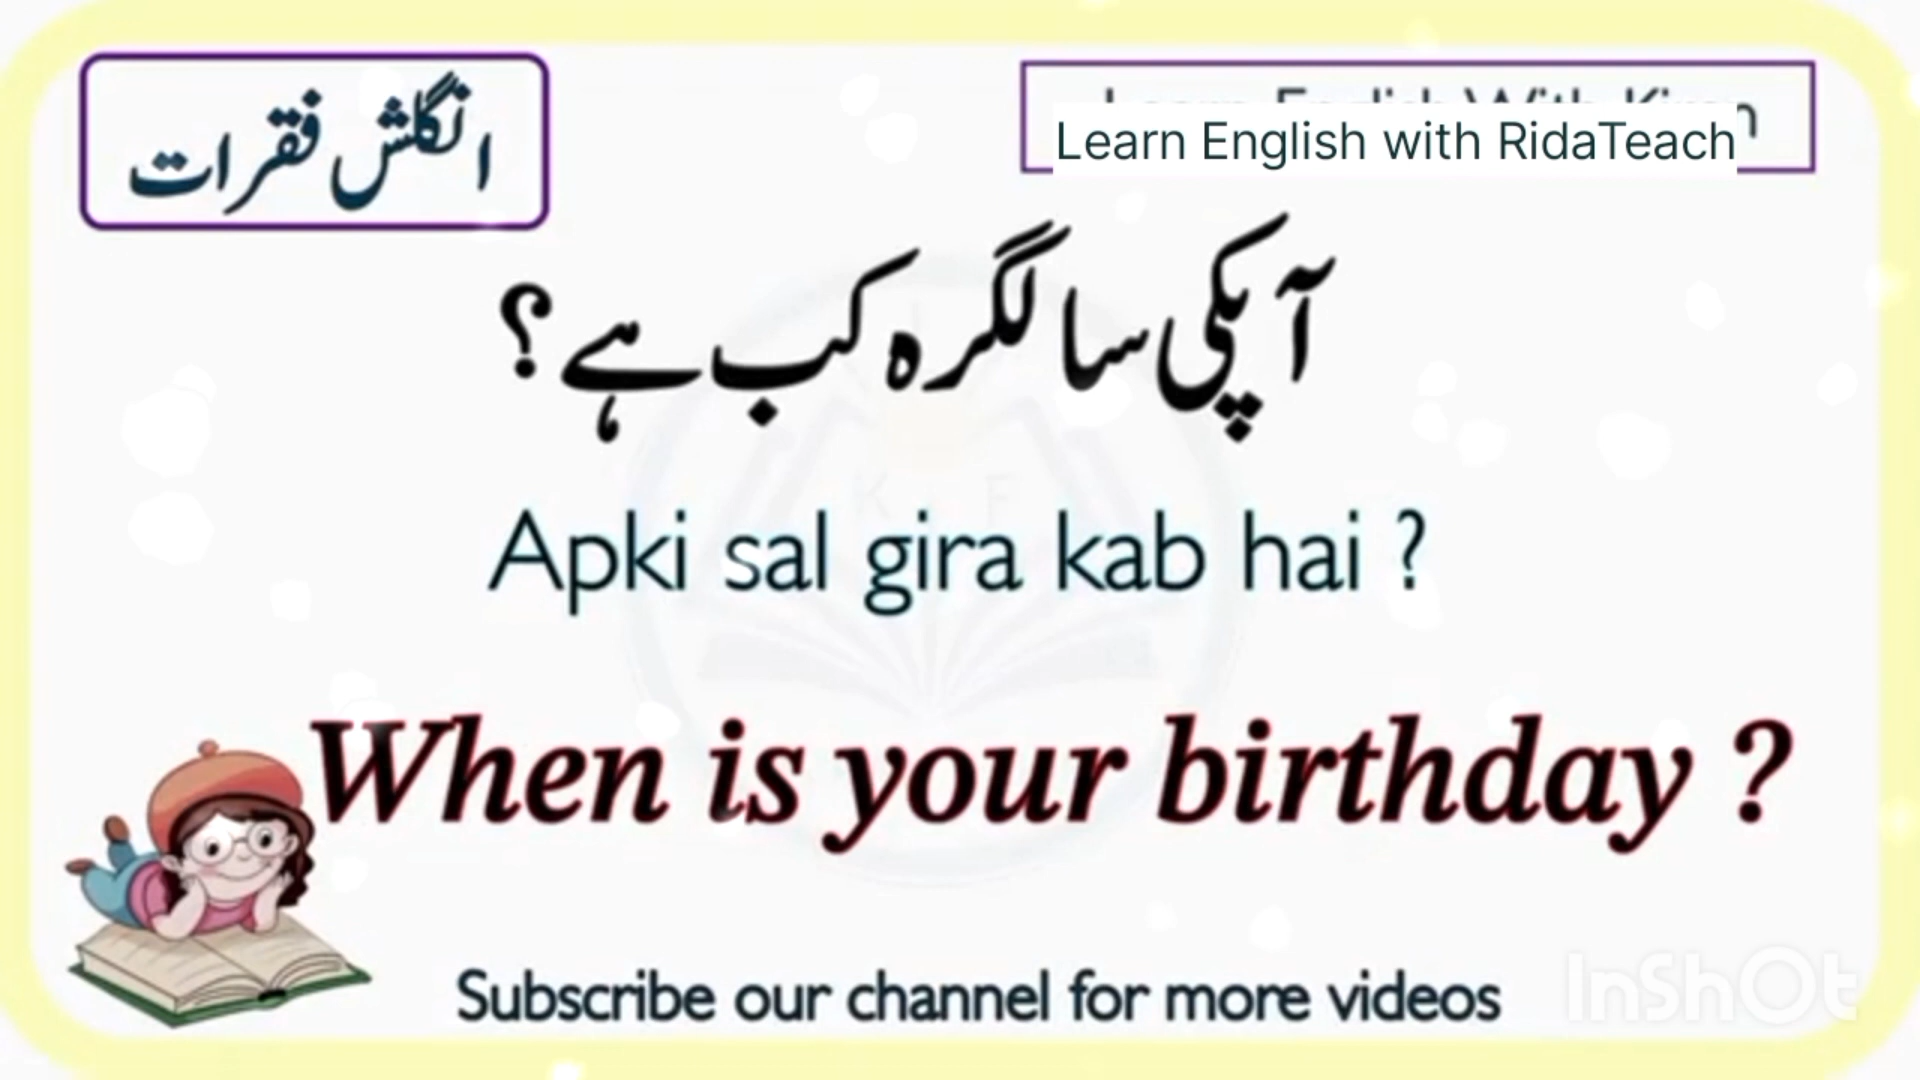 انگلش فقرات
Learn English with RidaTeach
آپکی سالگرہ کب ہے؟
K F
Apki sal gira kab hai ?
When is your birthday ?
Subscribe our channel for more videos
InShOt